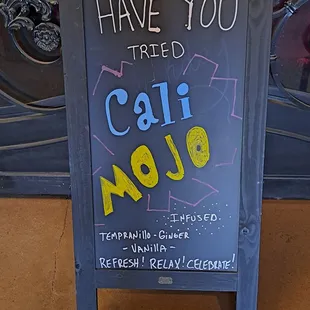 HAVE YOU
TRIED
Cali
MOJO
INFUSED
TEMPRANILLO - GINGER
- VANILLA -
REFRESH! RELAX! CELEBRATE!